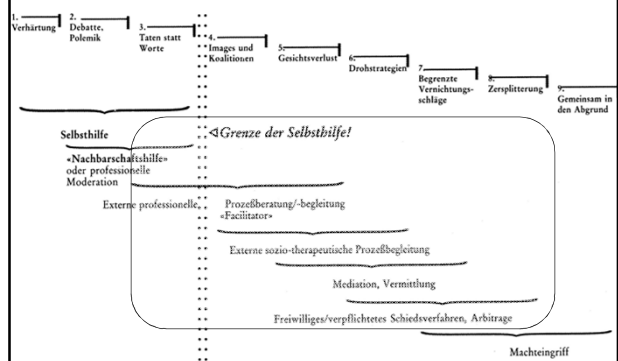 1.
Verhärtung
2.
Debatte,
Polemik
3.
Taten statt
Worte
4.
Images und
Koalitionen
5.
Gesichtsverlust
6.
Drohstrategien
7.
Begrenzte
Vernichtungs-
schläge
8.
Zersplitterung
9.
Gemeinsam in
den Abgrund
Selbsthilfe
Grenze der Selbsthilfe!
«Nachbarschaftshilfe»
oder professionelle
Moderation
Externe professionelle, Prozeßberatung/-begleitung
«Facilitator»
Externe sozio-therapeutische Prozeßbegleitung
Mediation, Vermittlung
Freiwilliges/verpflichtetes Schiedsverfahren, Arbitrage
Machteingriff